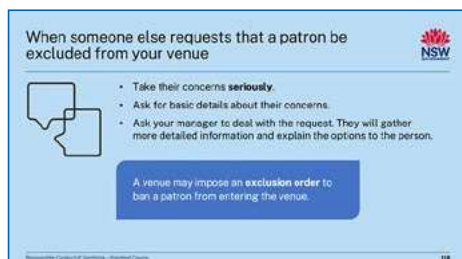 When someone else requests that a patron be
excluded from your venue
NSW
• Take their concerns seriously.
• Ask for basic details about their concerns.
• Ask your manager to deal with the request. They will gather
more detailed information and explain the options to the person.
A venue may impose an exclusion order to
ban a patron from entering the venue.